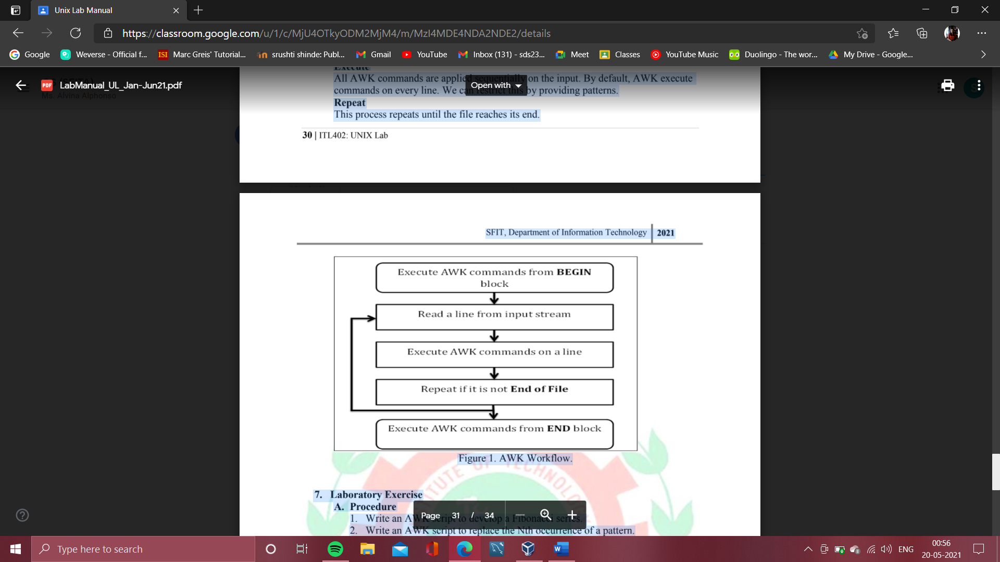 Unix Lab Manual
https://classroom.google.com/u/1/c/MjU4OTkyODM2MjM4/m/MzI4MDE4NDA2NDE2/details
Google
Weverse - Official f...
ISI
Marc Greis' Tutorial...
srushti shinde: Publ...
Gmail
YouTube
Inbox (131) - sds23...
Meet
Classes
YouTube Music
Duolingo - The wor...
My Drive - Google...
PDF
LabManual_UL_Jan-Jun21.pdf
Ms. Alvina Alphonso
Open with
Execute
All AWK commands are applied sequentially on the input. By default, AWK execute
commands on every line. We can restrict this by providing patterns.
Repeat
This process repeats until the file reaches its end.
30 | ITL402: UNIX Lab
SFIT, Department of Information Technology 2021
Execute AWK commands from BEGIN
block
Read a line from input stream
Execute AWK commands on a line
Repeat if it is not End of File
Execute AWK commands from END block
Figure 1. AWK Workflow.
7. Laboratory Exercise
A. Procedure
1. Write an AWK script to develop a Fibonacci series.
2. Write an AWK script to replace the Nth occurrence of a pattern.
Page 31 / 34
Type here to search
ENG
00:56
20-05-2021